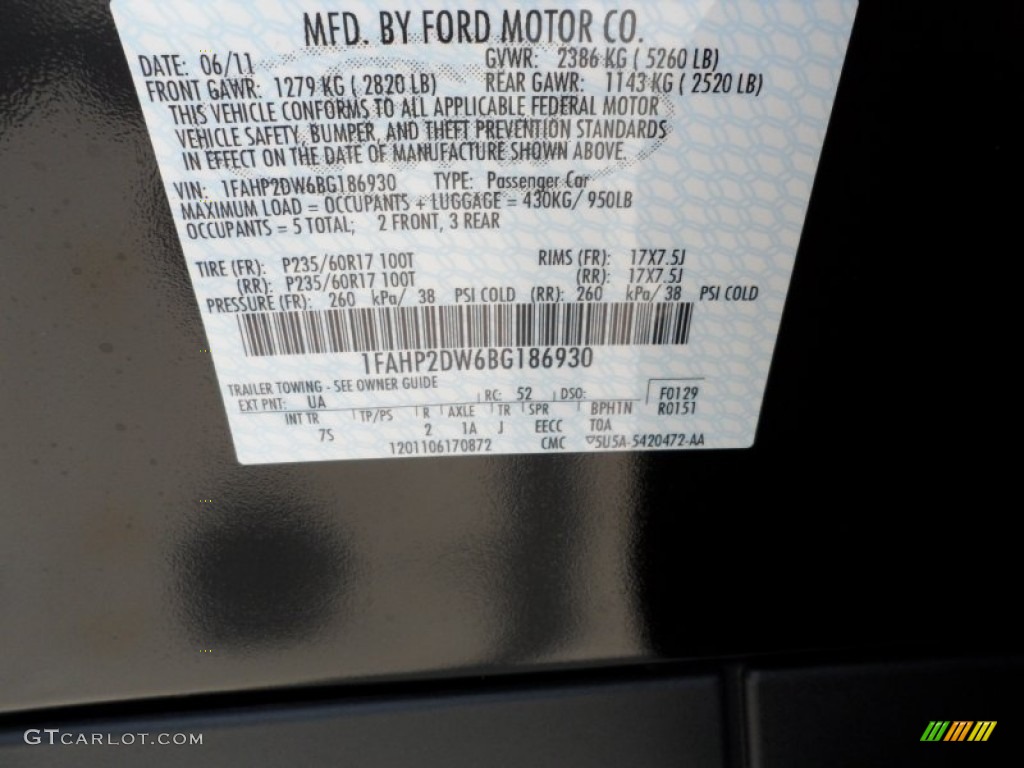 MFD. BY FORD MOTOR CO.
DATE: 06/11 GVWR: 2386 KG ( 5260 LB)
FRONT GAWR: 1279 KG ( 2820 LB) REAR GAWR: 1143 KG ( 2520 LB)
THIS VEHICLE CONFORMS TO ALL APPLICABLE FEDERAL MOTOR
VEHICLE SAFETY, BUMPER, AND THEFT PREVENTION STANDARDS
IN EFFECT ON THE DATE OF MANUFACTURE SHOWN ABOVE.
VIN: 1FAHP2DW6BG186930 TYPE: Passenger Car
MAXIMUM LOAD = OCCUPANTS + LUGGAGE = 430KG/ 950LB
OCCUPANTS = 5 TOTAL; 2 FRONT, 3 REAR
TIRE (FR): P235/60R17 100T RIMS (FR): 17X7.5J
(RR): P235/60R17 100T (RR): 17X7.5J
PRESSURE (FR): 260 kPa/ 38 PSI COLD (RR): 260 kPa/ 38 PSI COLD
1FAHP2DW6BG186930
TRAILER TOWING - SEE OWNER GUIDE
EXT PNT: UA RC: 52 DSO: F0129
R0151
INT TR TP/PS R AXLE TR SPR BPH1N
7S 2 1A J EECC T0A
1201106170872 CMC ▽5U5A-5420472-AA
GTCARLOT.COM